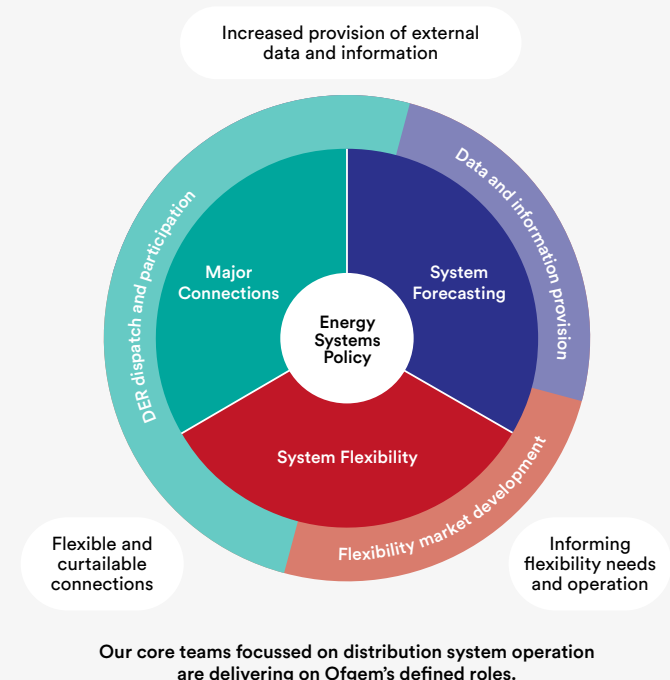 Increased provision of external
data and information
Data and information provision
DER dispatch and participation
Major
Connections
System
Forecasting
Energy
Systems
Policy
System Flexibility
Flexibility market development
Flexible and
curtailable
connections
Informing
flexibility needs
and operation
Our core teams focussed on distribution system operation
are delivering on Ofgem's defined roles.